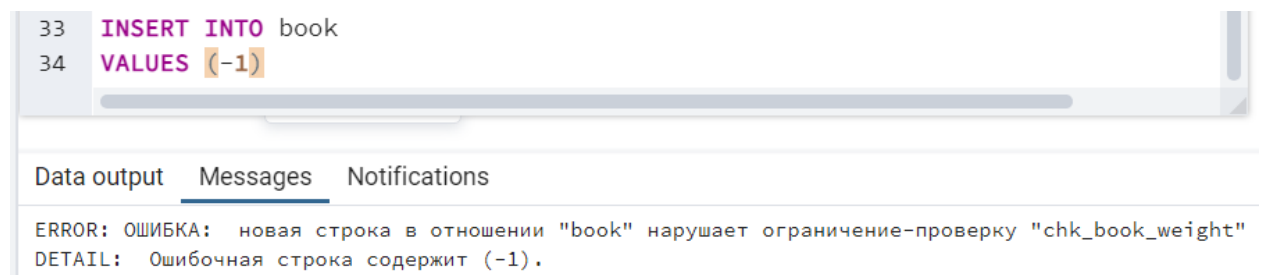 33 INSERT INTO book
34 VALUES (-1)
Data output Messages Notifications
ERROR: ОШИБКА:  новая строка в отношении "book" нарушает ограничение-проверку "chk_book_weight"
DETAIL:  Ошибочная строка содержит (-1).